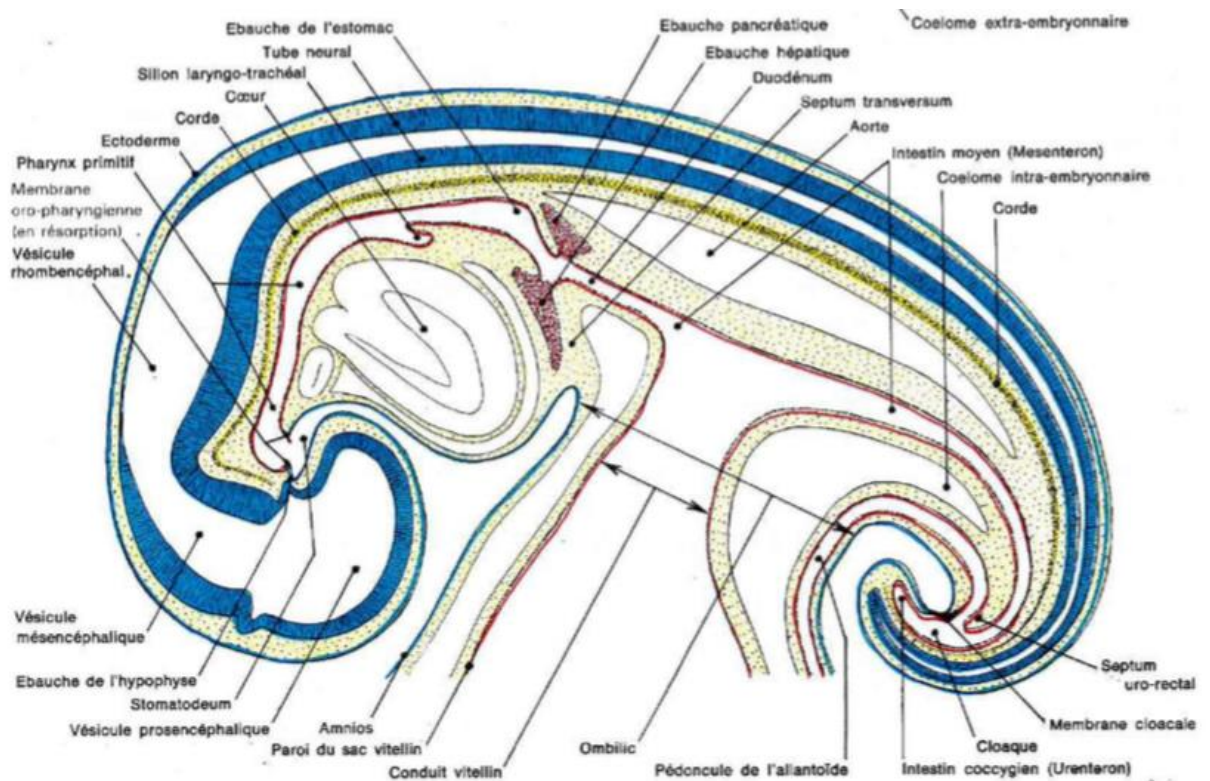 Ebauche de l'estomac
Tube neural
Sillon laryngo-trachéal
Cœur
Corde
Ectoderme
Pharynx primitif
Membrane
oro-pharyngienne
(en résorption)
Vésicule
rhombencéphal.
Ebauche pancréatique
Ebauche hépatique
Duodénum
Septum transversum
Aorte
Coelome extra-embryonnaire
Intestin moyen (Mesenteron)
Coelome intra-embryonnaire
Corde
Vésicule
mésencéphalique
Ebauche de l'hypophyse
Stomatodeum
Vésicule prosencéphalique
Amnios
Paroi du sac vitellin
Conduit vitellin
Ombilic
Pédoncule de l'allantoïde
Septum
uro-rectal
Membrane cloacale
Cloaque
Intestin coccygien (Urenteron)